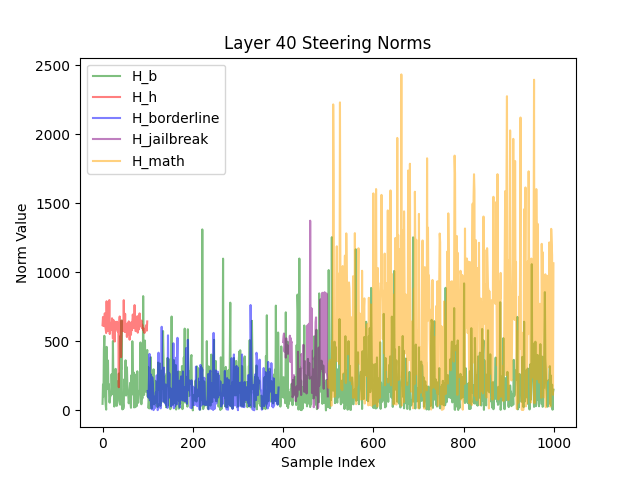 Layer 40 Steering Norms
2500
2000
1500
1000
500
0
Norm Value
H_b
H_h
H_borderline
H_jailbreak
H_math
0 200 400 600 800 1000
Sample Index